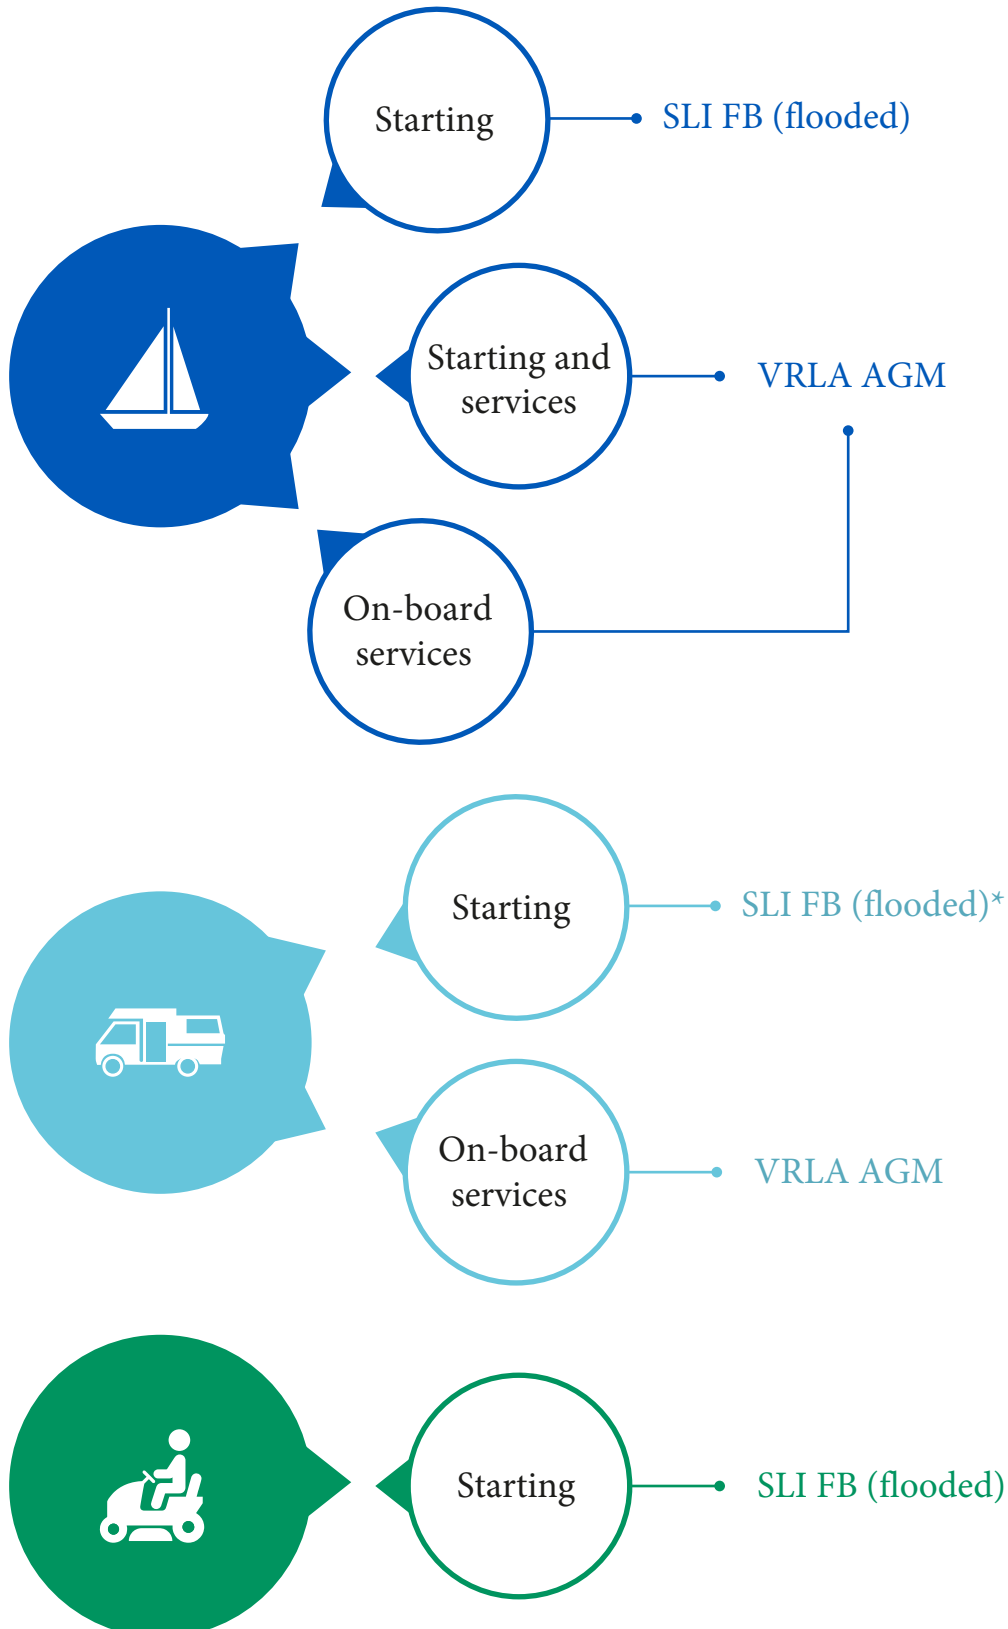 Starting
SLI FB (flooded)
Starting and
services
VRLA AGM
On-board
services
Starting
SLI FB (flooded)*
On-board
services
VRLA AGM
Starting
SLI FB (flooded)